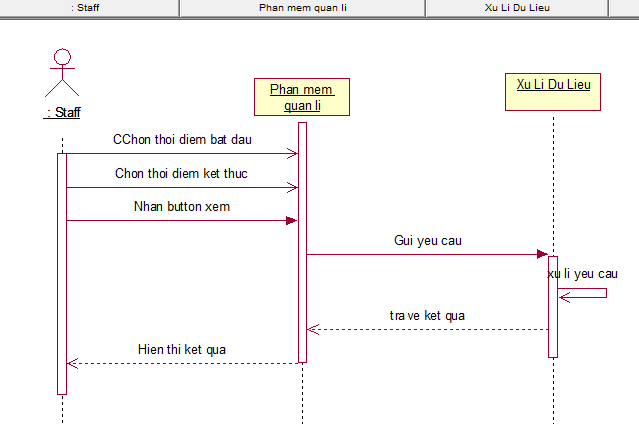 : Staff
Phan mem quan li
Xu Li Du Lieu
: Staff
Phan mem
quan li
Xu Li Du Lieu
CChon thoi diem bat dau
Chon thoi diem ket thuc
Nhan button xem
Gui yeu cau
xu li yeu cau
tra ve ket qua
Hien thi ket qua